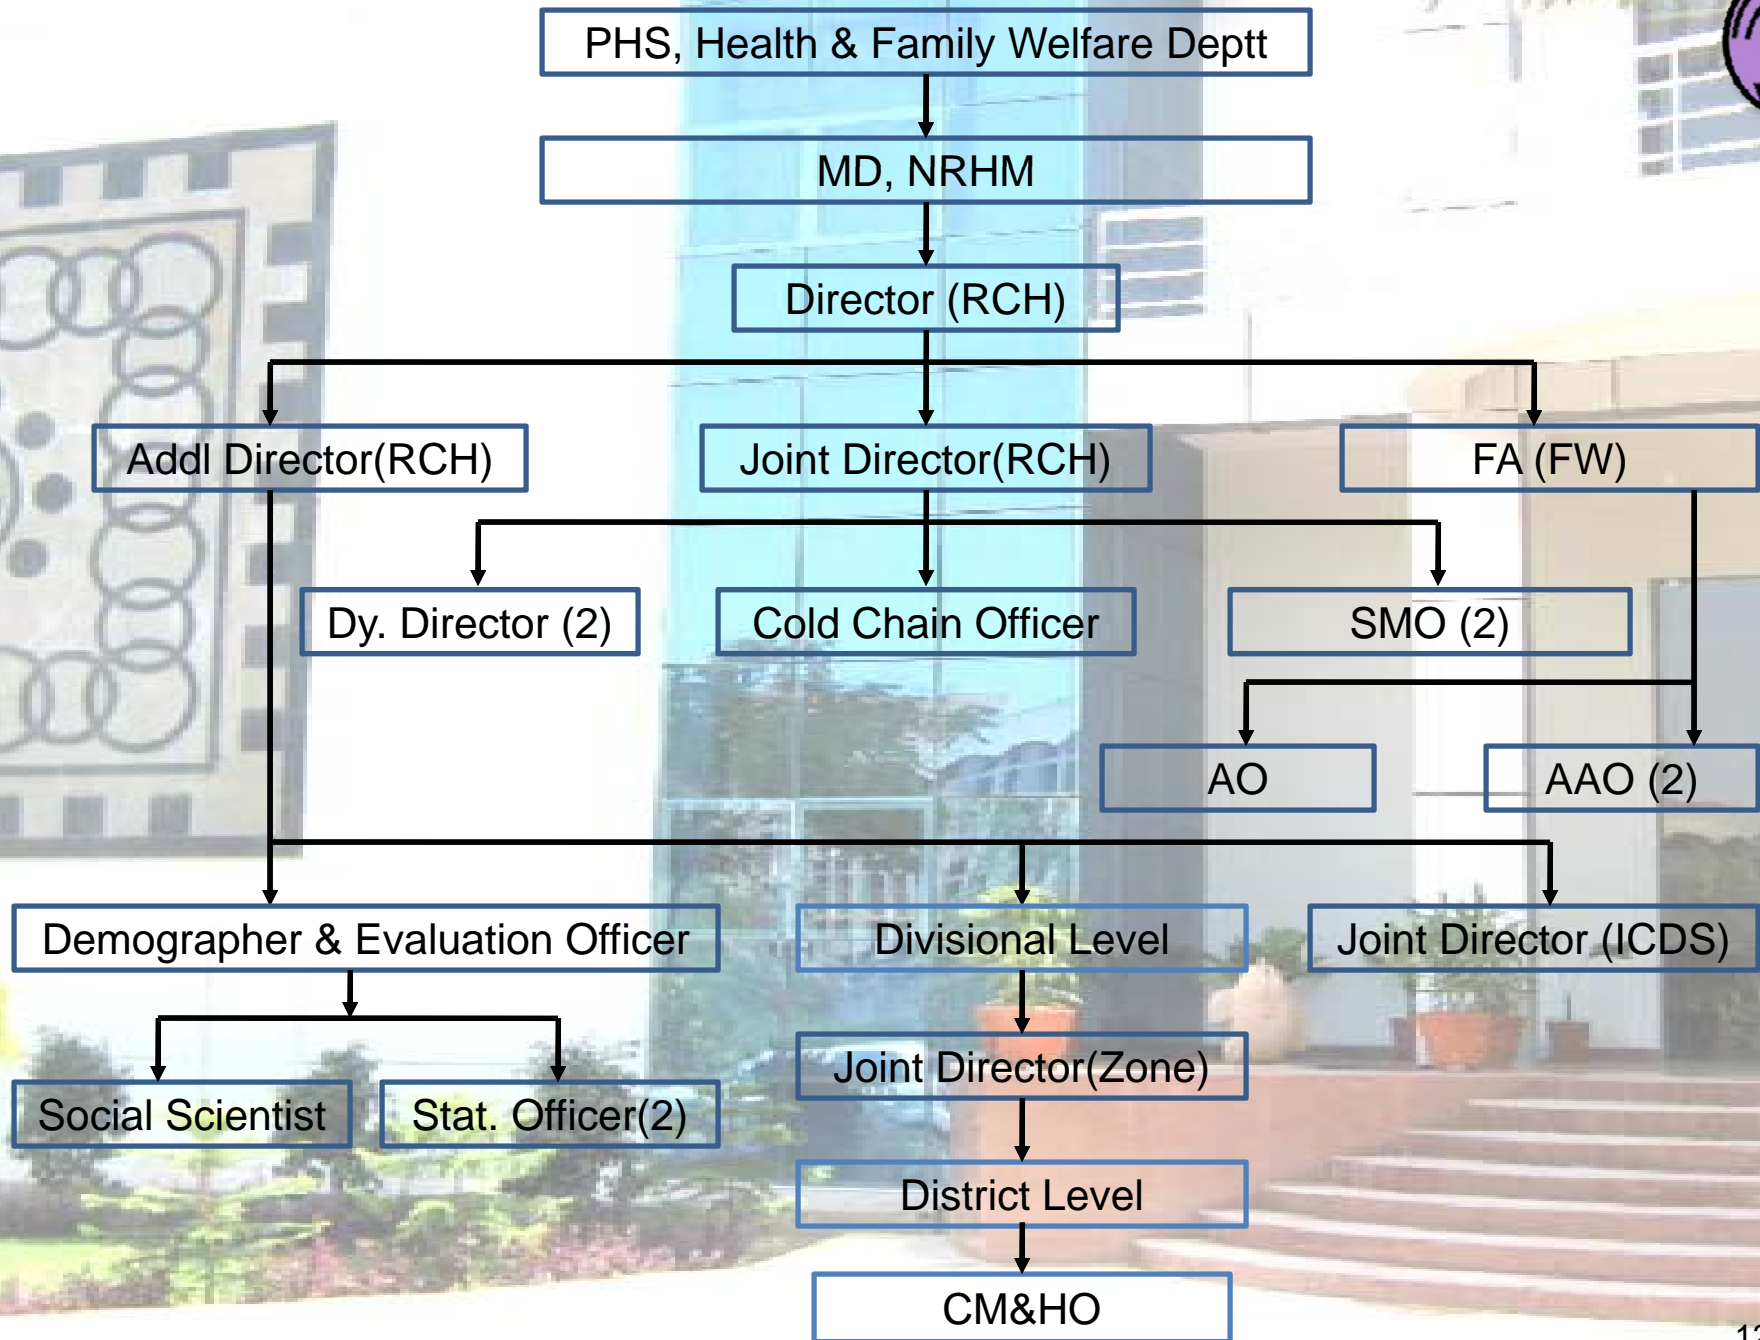 PHS, Health & Family Welfare Deptt
MD, NRHM
Director (RCH)
Addl Director(RCH)
Joint Director(RCH)
FA (FW)
Dy. Director (2)
Cold Chain Officer
SMO (2)
AO
AAO (2)
Demographer & Evaluation Officer
Divisional Level
Joint Director (ICDS)
Joint Director(Zone)
Social Scientist
Stat. Officer(2)
District Level
CM&HO